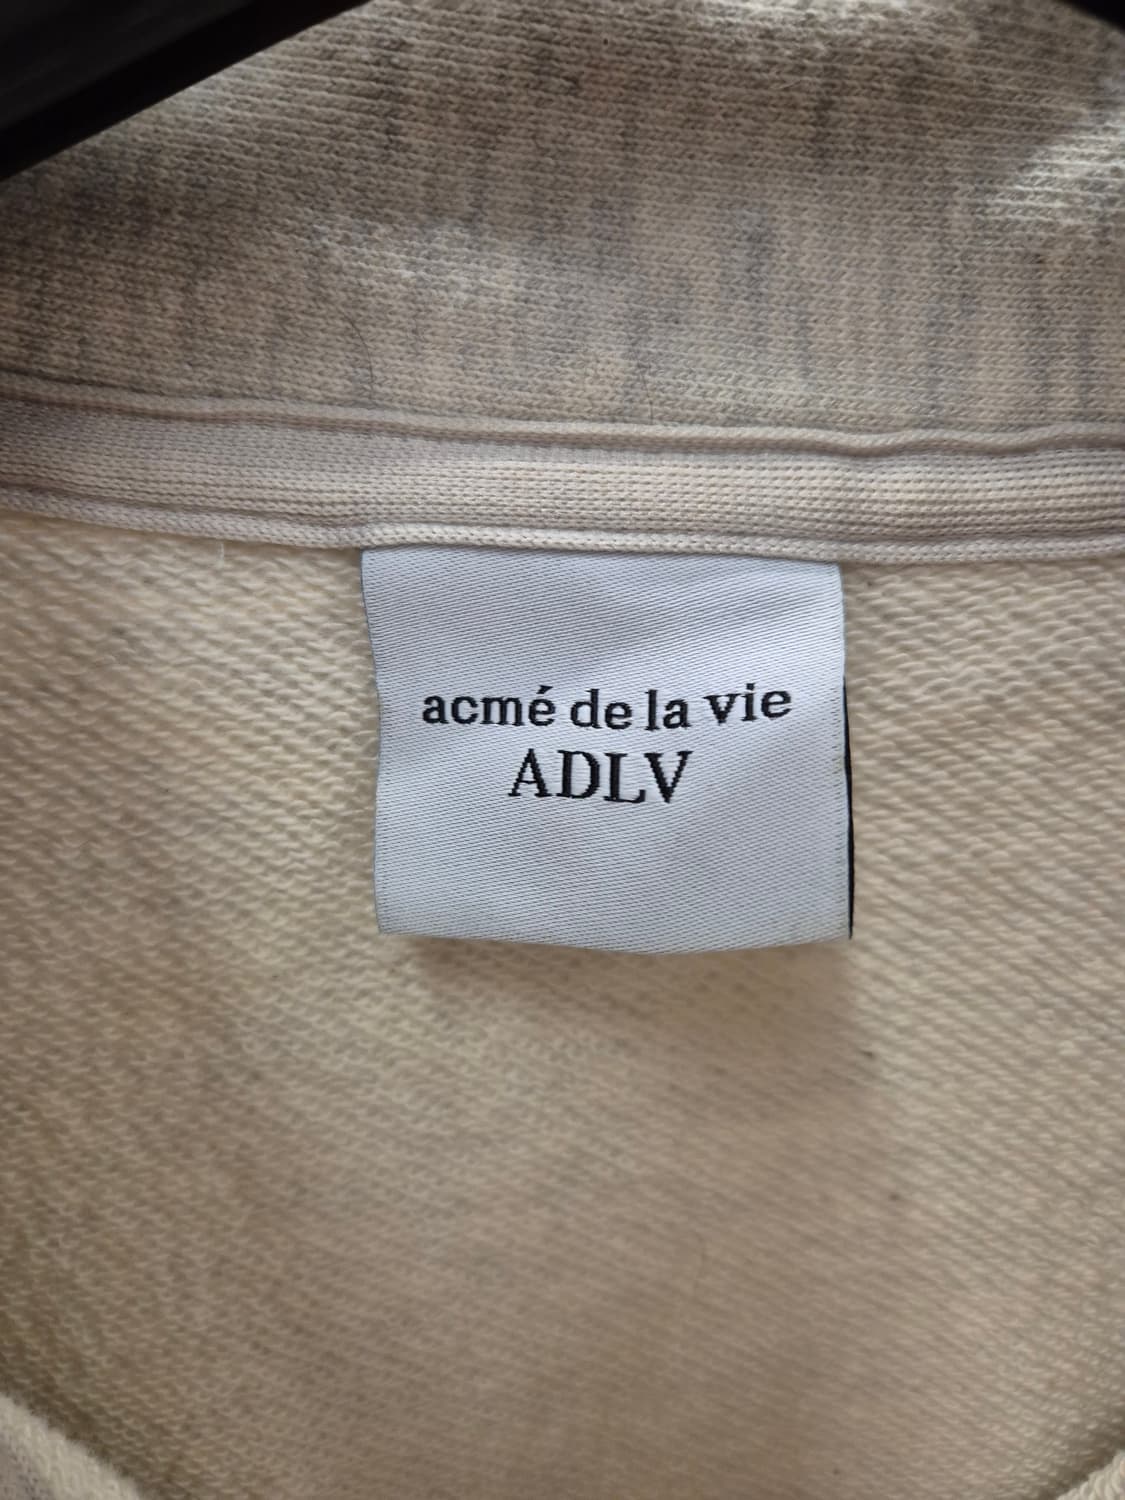 acmé de la vie
ADLV